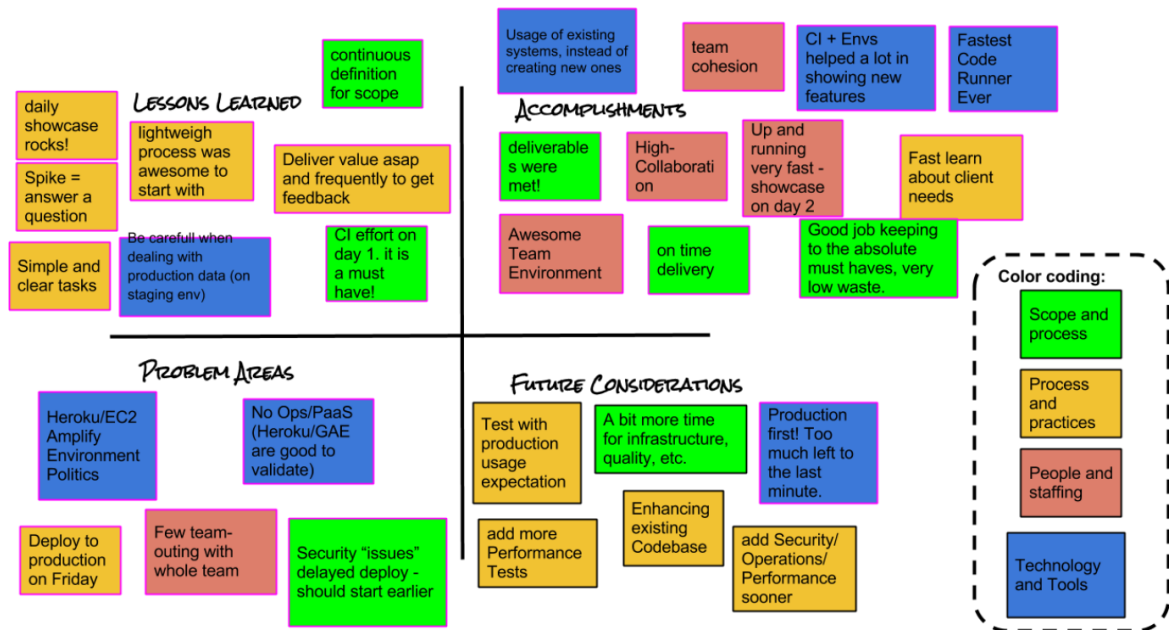 LESSONS LEARNED
continuous
definition
for scope
daily
showcase
rocks!
lightweigh
process was
awesome to
start with
Deliver value asap
and frequently to get
feedback
Spike =
answer a
question
Simple and
clear tasks
Be carefull when
dealing with
production data (on
staging env)
CI effort on
day 1. it is
a must
have!
ACCOMPLISHMENTS
Usage of existing
systems, instead of
creating new ones
team
cohesion
CI + Envs
helped a lot in
showing new
features
Fastest
Code
Runner
Ever
deliverable
s were
met!
High-
Collaborati
on
Up and
running
very fast -
showcase
on day 2
Fast learn
about client
needs
Awesome
Team
Environment
on time
delivery
Good job keeping
to the absolute
must haves, very
low waste.
PROBLEM AREAS
Heroku/EC2
Amplify
Environment
Politics
No Ops/PaaS
(Heroku/GAE
are good to
validate)
Deploy to
production
on Friday
Few team-
outing with
whole team
Security “issues”
delayed deploy -
should start earlier
FUTURE CONSIDERATIONS
Test with
production
usage
expectation
A bit more time
for infrastructure,
quality, etc.
Production
first! Too
much left to
the last
minute.
add more
Performance
Tests
Enhancing
existing
Codebase
add Security/
Operations/
Performance
sooner
Color coding:
Scope and
process
Process
and
practices
People and
staffing
Technology
and Tools